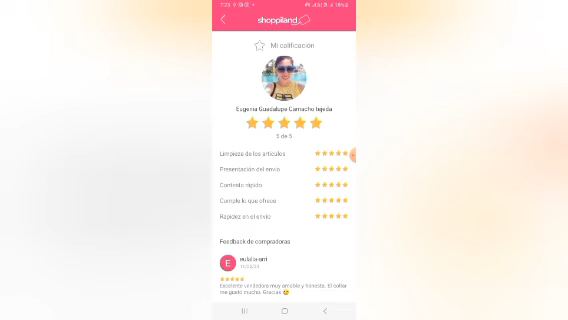 shoppiland
Mi calificación
Eugenia Guadalupe Camacho tejeda
5 de 5
Limpieza de los artículos
Presentación del envío
Contesta rápido
Cumple lo que ofrece
Rapidez en el envío
Feedback de compradoras
E
Excelente vendedora muy amable y honesta. El collar
me gustó mucho. Gracias 😊